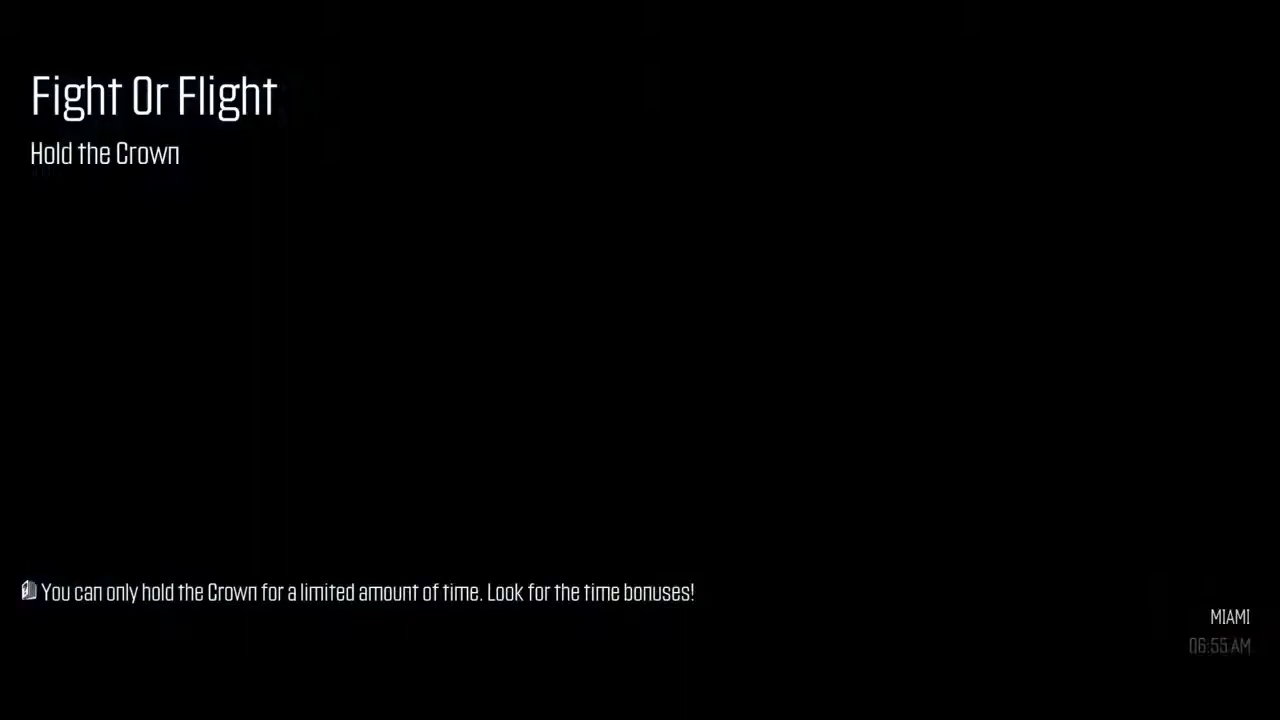 Fight Or Flight
Hold the Crown
You can only hold the Crown for a limited amount of time. Look for the time bonuses!
MIAMI
06:55 AM